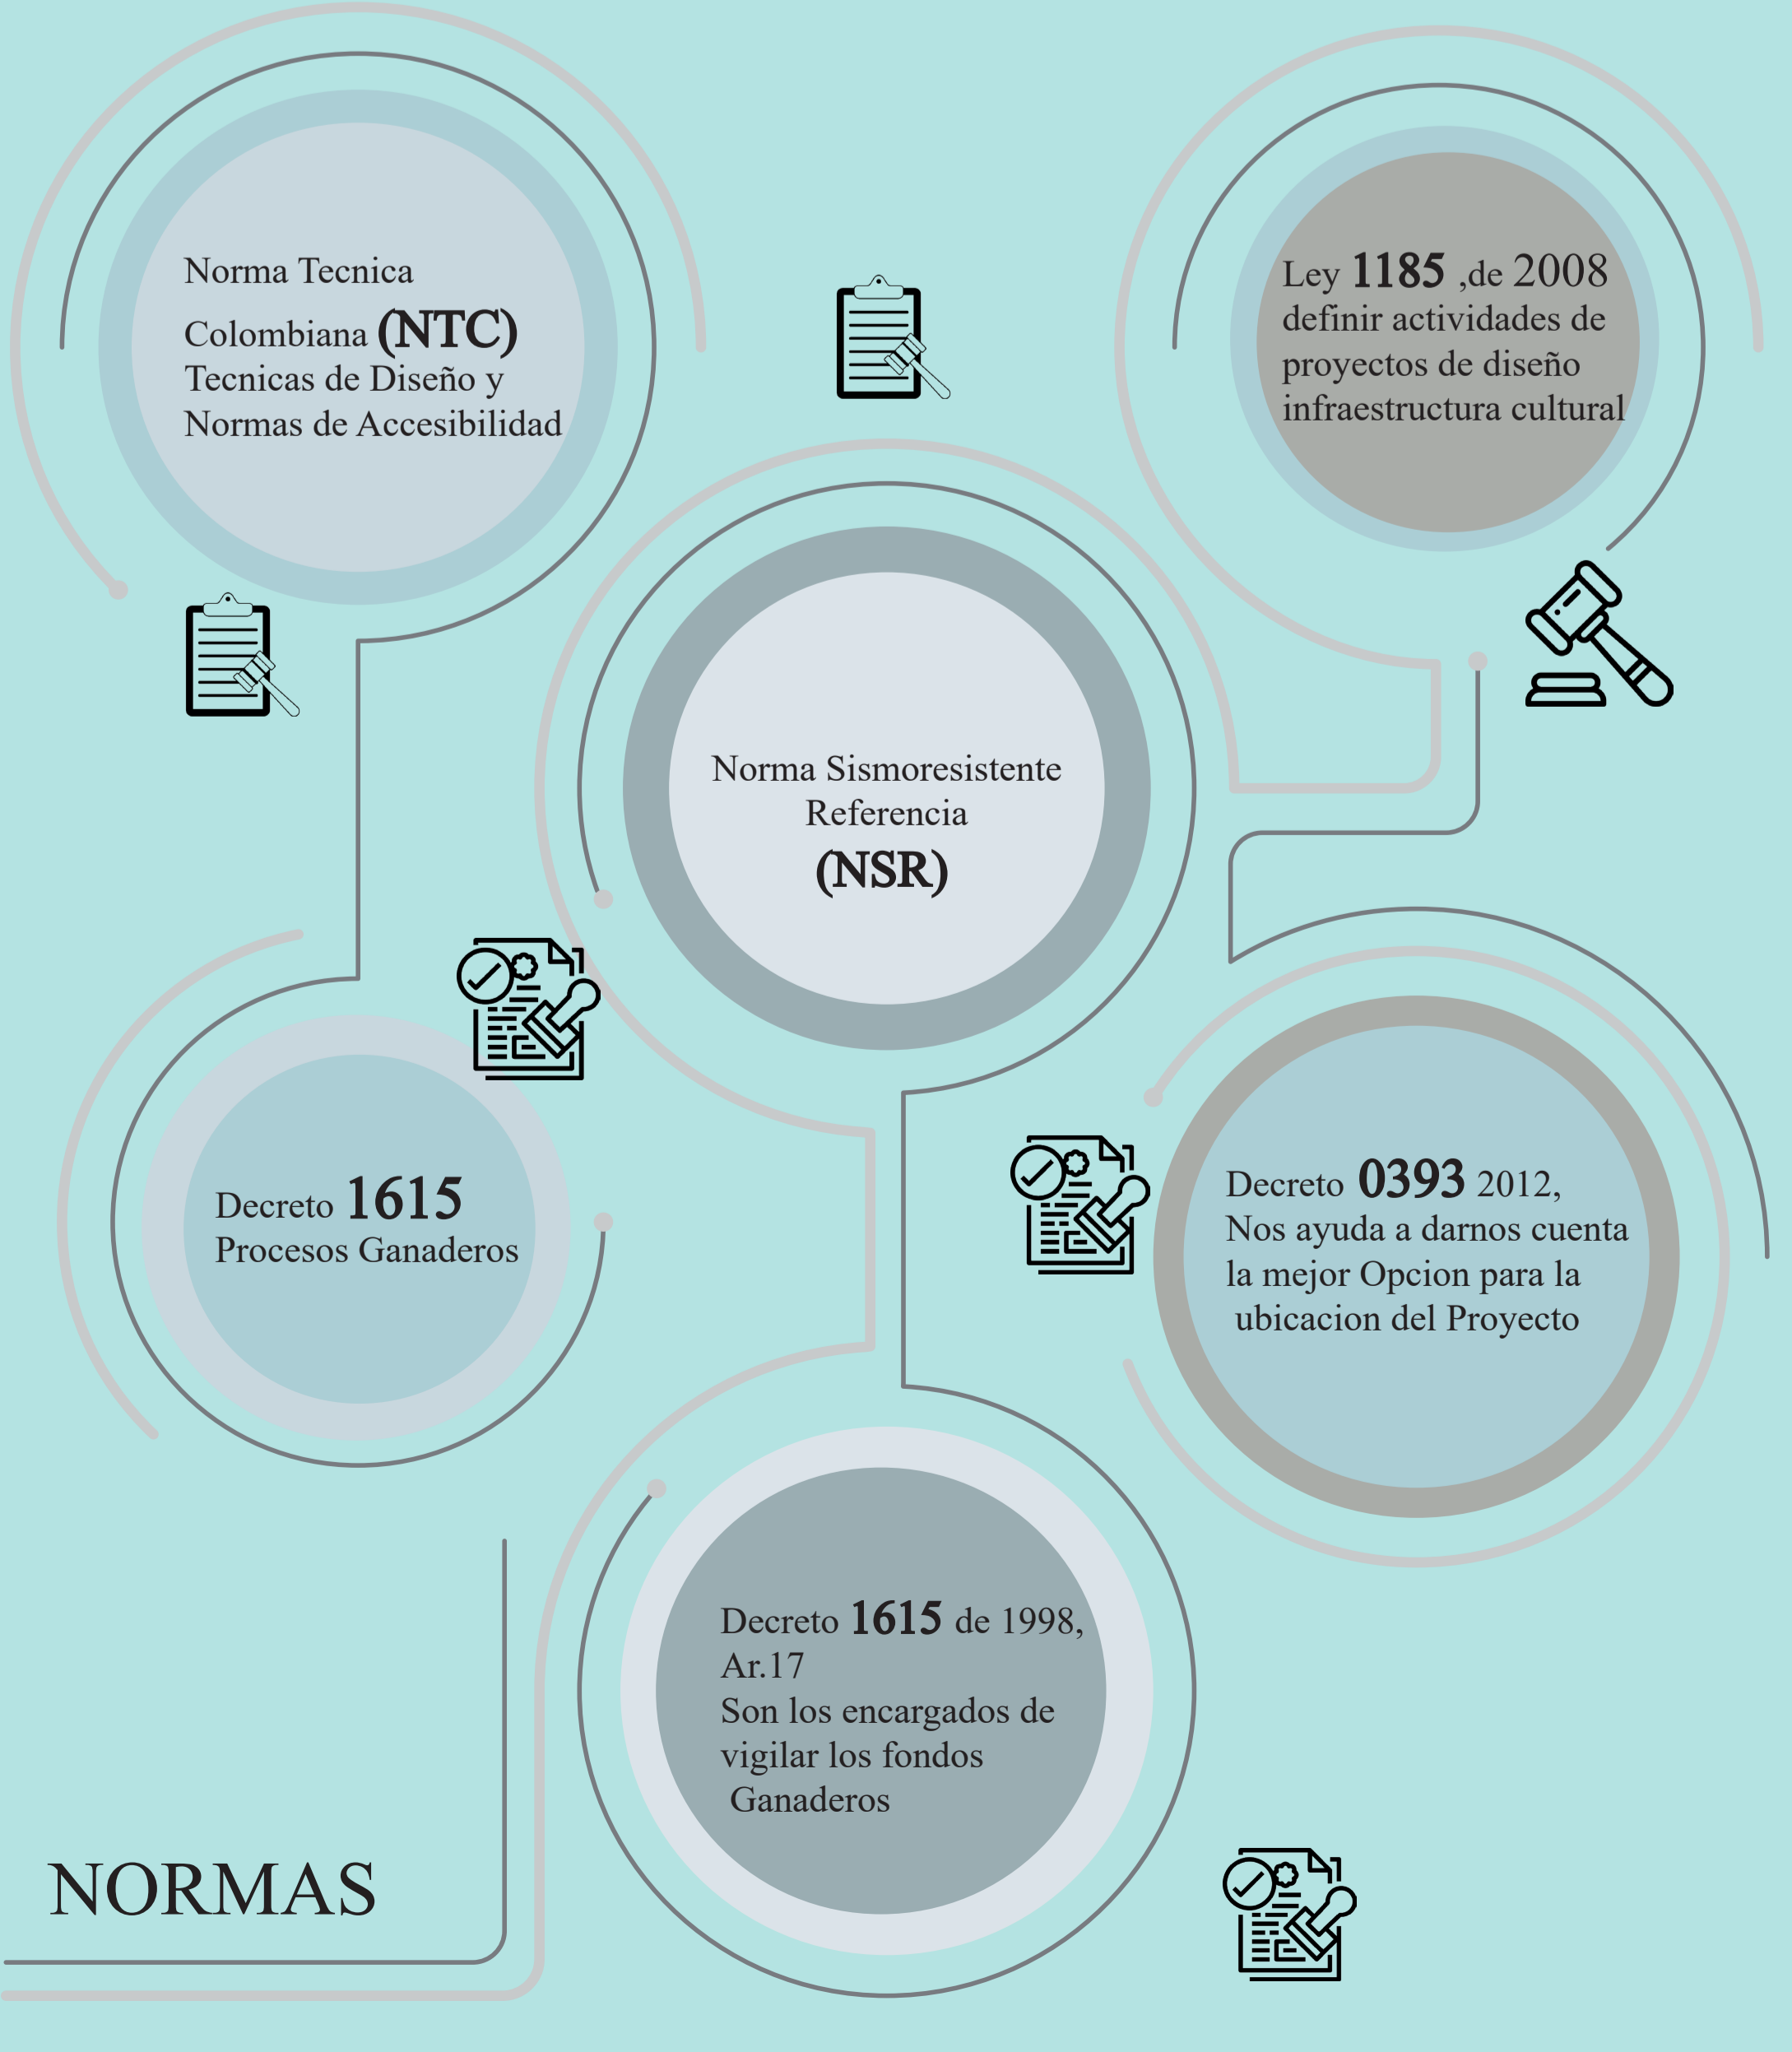 Norma Tecnica
Colombiana (NTC)
Tecnicas de Diseño y
Normas de Accesibilidad
Ley 1185 ,de 2008
definir actividades de
proyectos de diseño
infraestructura cultural
Norma Sismoresistente
Referencia
(NSR)
Decreto 1615
Procesos Ganaderos
Decreto 0393 2012,
Nos ayuda a darnos cuenta
la mejor Opcion para la
ubicacion del Proyecto
Decreto 1615 de 1998,
Ar.17
Son los encargados de
vigilar los fondos
Ganaderos
NORMAS